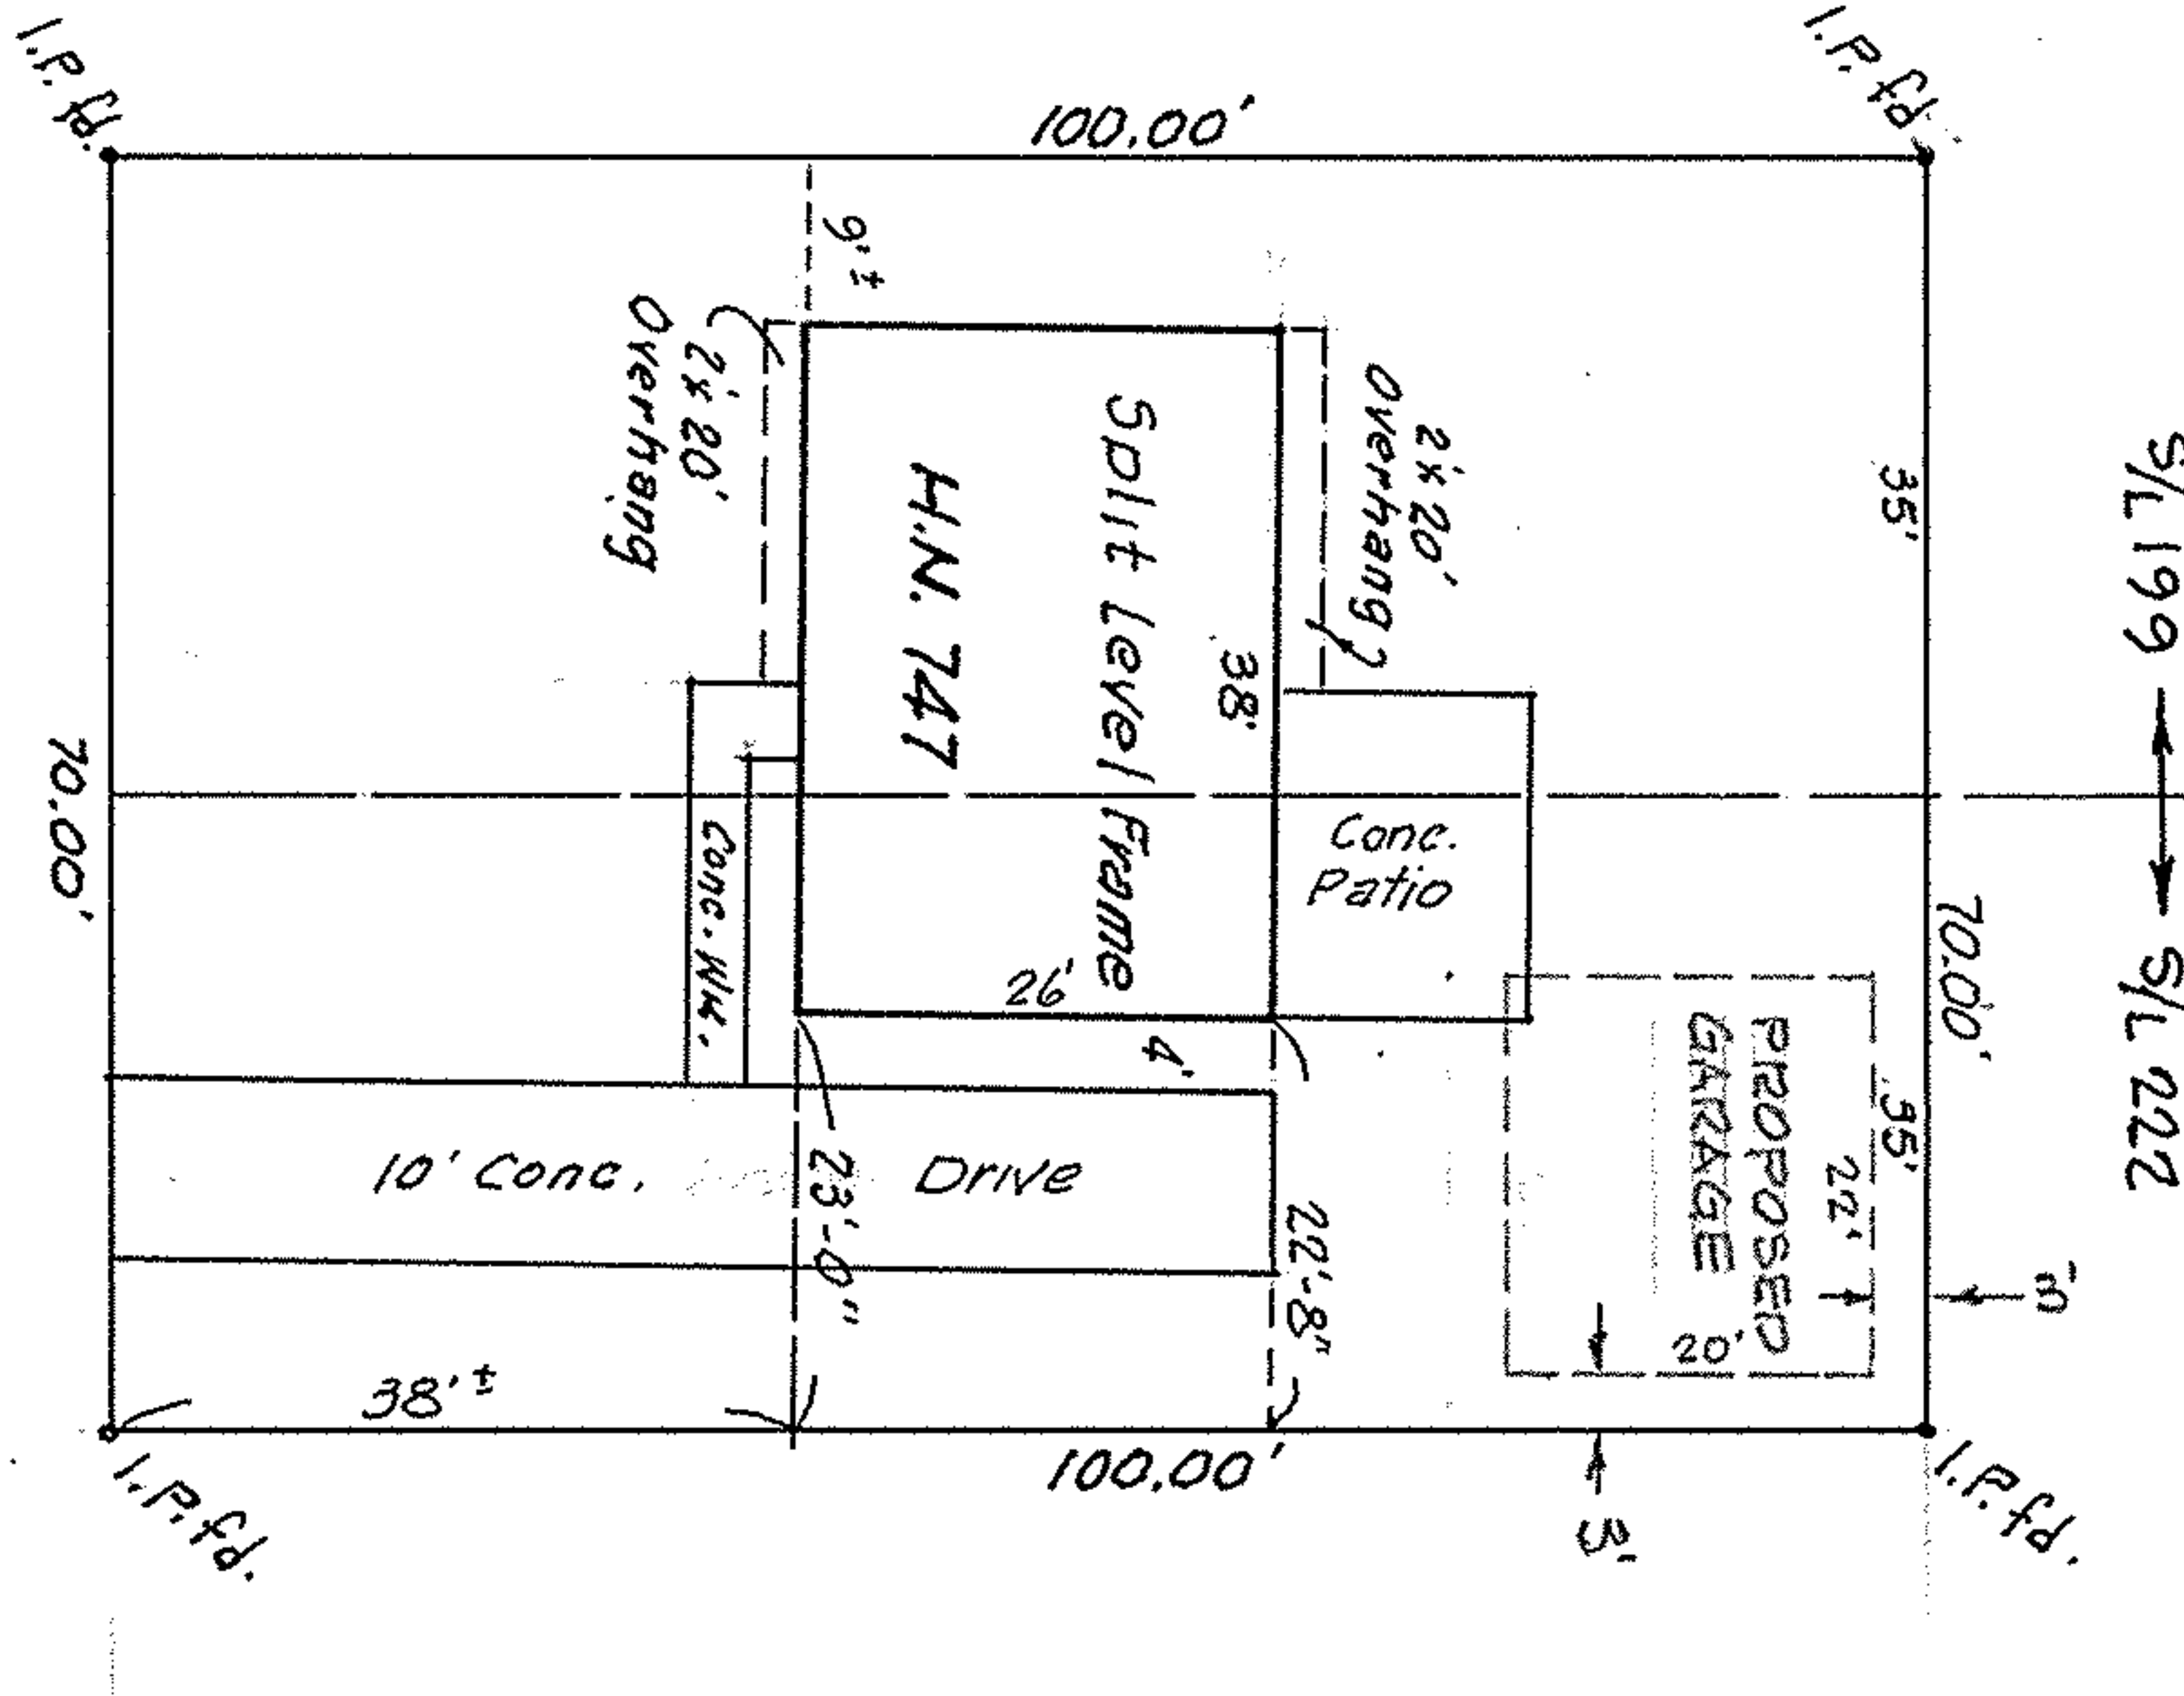 I.P. fd.
100.00'
I.P. fd.
9'±
2'x 20'
Overhang
Split Level Frame
H.N. 747
38'
26'
2'x 20'
Overhang
35'
S/L 199
S/L 222
70.00'
Conc.
Patio
70.00'
Conc. Wk.
4'
35'
PROPOSED
GARAGE
22'
20'
3'
3'
10' Conc. Drive
23'-0"
22'-8"
38'±
100.00'
I.P. fd.
I.P. fd.